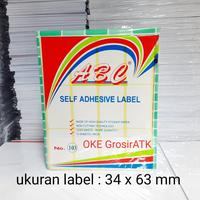 ABC
SELF ADHESIVE LABEL
OKE GrosirATK
No. 103
ukuran label : 34 x 63 mm